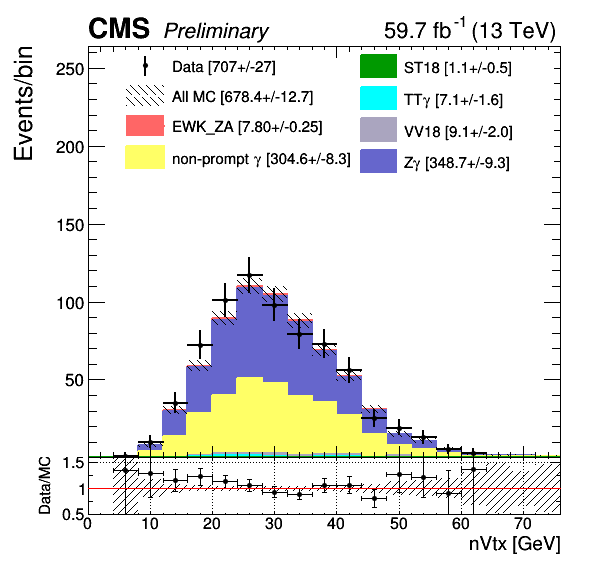 CMS Preliminary 59.7 fb⁻¹ (13 TeV)
Events/bin
250
200
150
100
50
Data [707+/-27]
All MC [678.4+/-12.7]
EWK_ZA [7.80+/-0.25]
non-prompt γ [304.6+/-8.3]
ST18 [1.1+/-0.5]
TTγ [7.1+/-1.6]
VV18 [9.1+/-2.0]
Zγ [348.7+/-9.3]
Data/MC
1.5
1
0.5
0 10 20 30 40 50 60 70
nVtx [GeV]